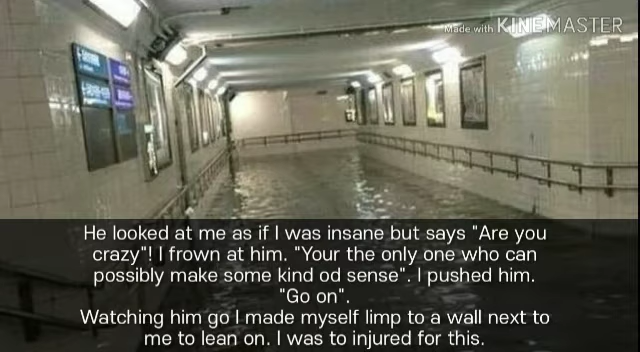 Made with KINEMASTER
He looked at me as if I was insane but says "Are you
crazy"! I frown at him. "Your the only one who can
possibly make some kind od sense". I pushed him.
"Go on".
Watching him go I made myself limp to a wall next to
me to lean on. I was to injured for this.